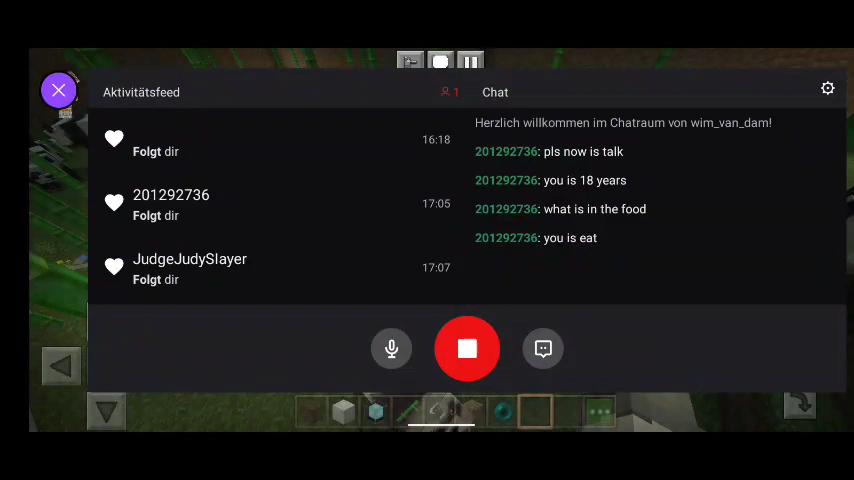 Aktivitätsfeed
1
Folgt dir
16:18
201292736
Folgt dir
17:05
JudgeJudySlayer
Folgt dir
17:07
Chat
Herzlich willkommen im Chatraum von wim_van_dam!
201292736: pls now is talk
201292736: you is 18 years
201292736: what is in the food
201292736: you is eat